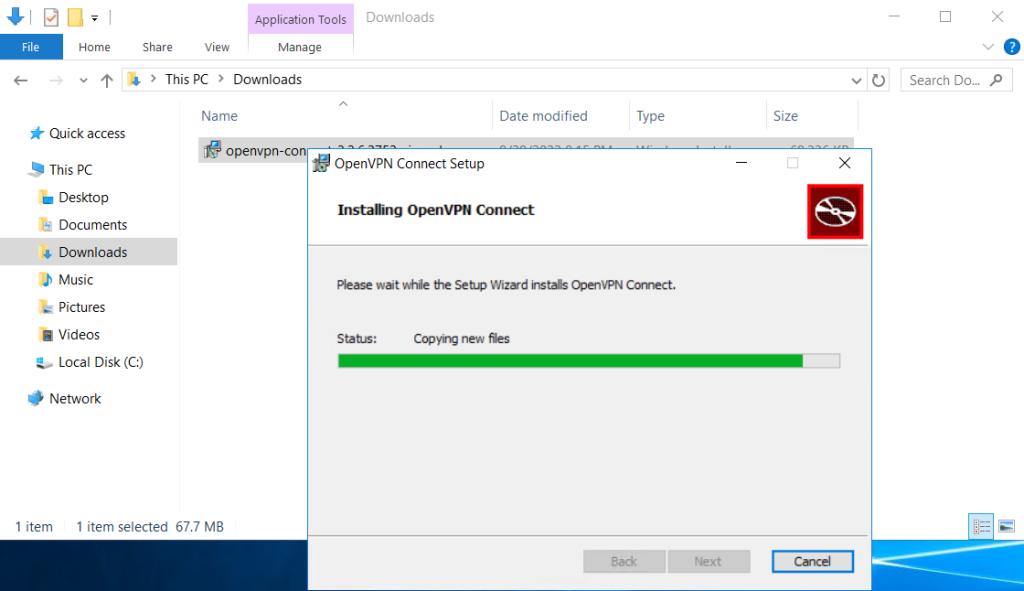 Application Tools
Downloads
File
Home
Share
View
Manage
This PC
Downloads
Search Do...
Name
Date modified
Type
Size
Quick access
This PC
Desktop
Documents
Downloads
Music
Pictures
Videos
Local Disk (C:)
Network
openvpn-con
OpenVPN Connect Setup
Installing OpenVPN Connect
Please wait while the Setup Wizard installs OpenVPN Connect.
Status: Copying new files
Back
Next
Cancel
1 item 1 item selected 67.7 MB